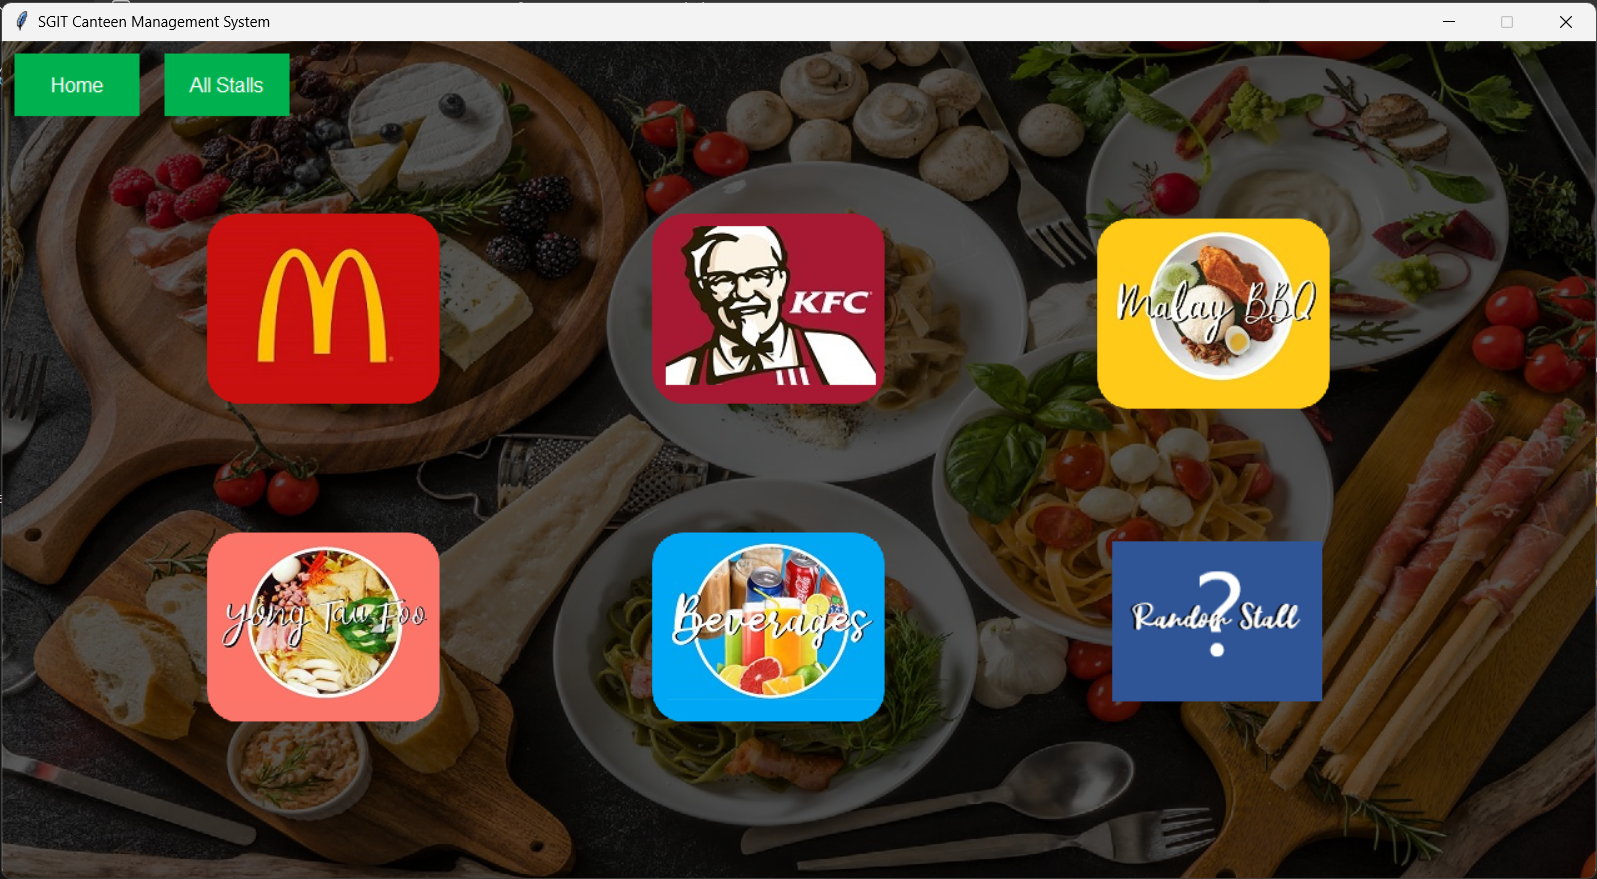 SGIT Canteen Management System
Home
All Stalls
M
KFC
Malay BBQ
Yong Tau Foo
Beverages
?
Random Stall